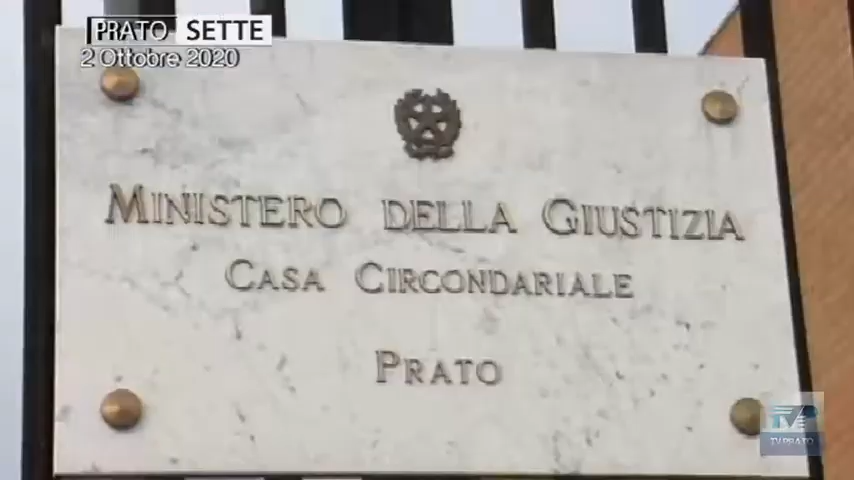 PRATO SETTE
2 Ottobre 2020
MINISTERO DELLA GIUSTIZIA
CASA CIRCONDARIALE
PRATO
TV PRATO